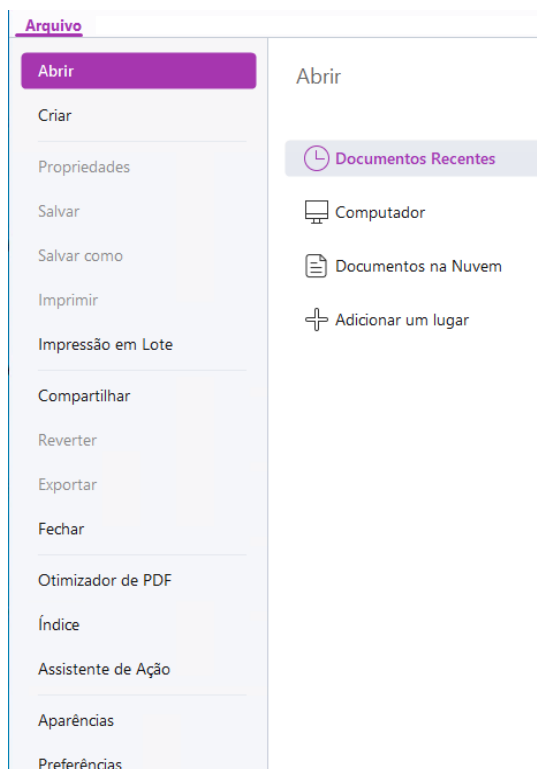 Arquivo
Abrir
Criar
Propriedades
Salvar
Salvar como
Imprimir
Impressão em Lote
Compartilhar
Reverter
Exportar
Fechar
Otimizador de PDF
Índice
Assistente de Ação
Aparências
Preferências
Abrir
Documentos Recentes
Computador
Documentos na Nuvem
Adicionar um lugar